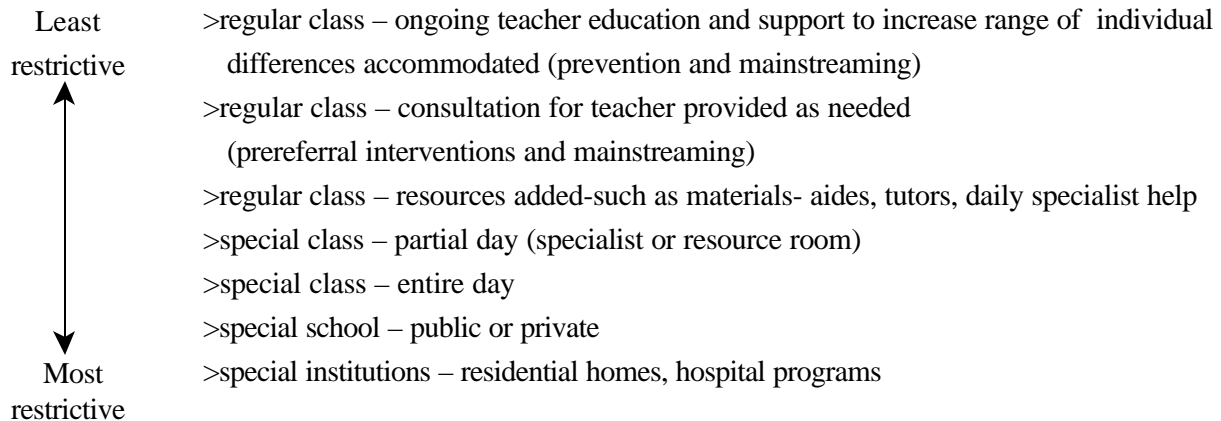 Least
restrictive
>regular class – ongoing teacher education and support to increase range of individual
differences accommodated (prevention and mainstreaming)
>regular class – consultation for teacher provided as needed
(prereferral interventions and mainstreaming)
>regular class – resources added-such as materials- aides, tutors, daily specialist help
>special class – partial day (specialist or resource room)
>special class – entire day
>special school – public or private
Most
restrictive
>special institutions – residential homes, hospital programs